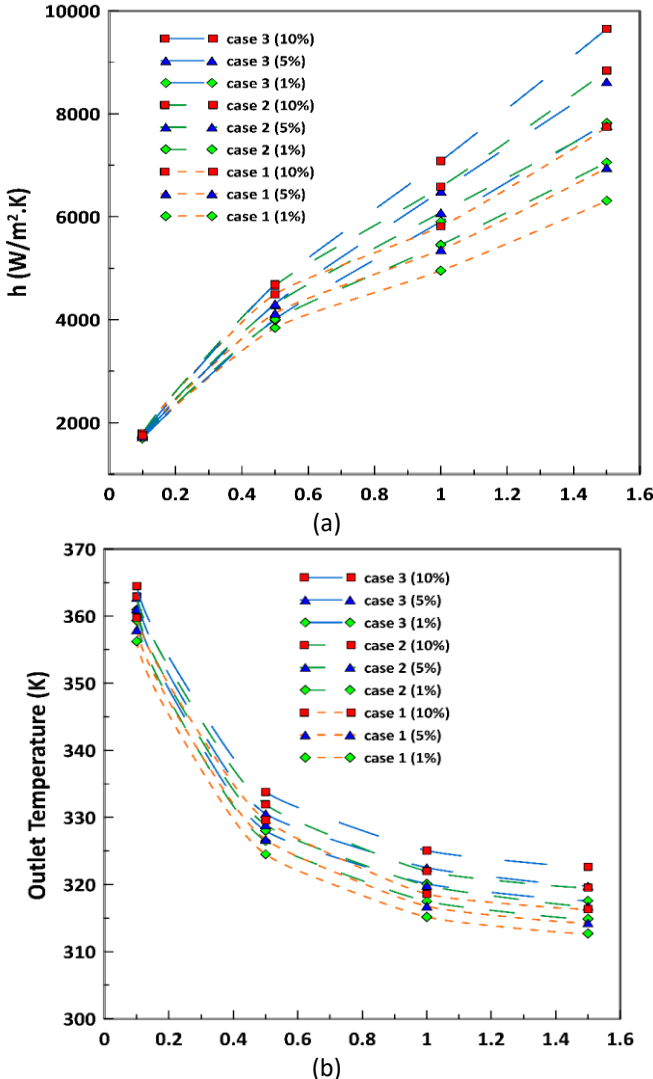 10000
8000
6000
4000
2000
h (W/m².K)
case 3 (10%)
case 3 (5%)
case 3 (1%)
case 2 (10%)
case 2 (5%)
case 2 (1%)
case 1 (10%)
case 1 (5%)
case 1 (1%)
0 0.2 0.4 0.6 0.8 1 1.2 1.4 1.6
(a)
370
360
350
340
330
320
310
300
Outlet Temperature (K)
case 3 (10%)
case 3 (5%)
case 3 (1%)
case 2 (10%)
case 2 (5%)
case 2 (1%)
case 1 (10%)
case 1 (5%)
case 1 (1%)
0 0.2 0.4 0.6 0.8 1 1.2 1.4 1.6
(b)